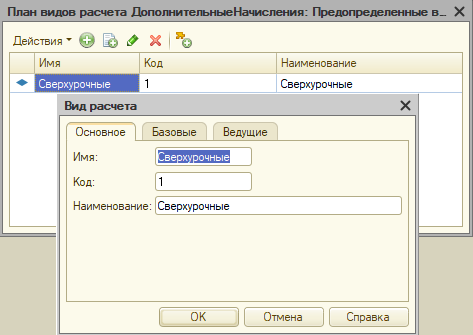 План видов расчета ДополнительныеНачисления: Предопределенные в...
Действия
Имя Код Наименование
Сверхурочные 1 Сверхурочные
Вид расчета
Основное Базовые Ведущие
Имя: Сверхурочные
Код: 1
Наименование: Сверхурочные
OK Отмена Справка